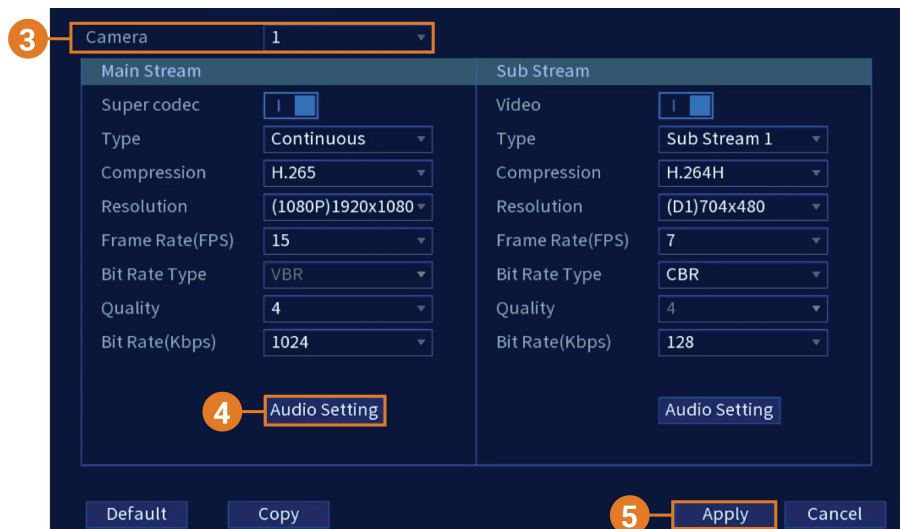 3 Camera 1
Main Stream Sub Stream
Super codec I Video I
Type Continuous Type Sub Stream 1
Compression H.265 Compression H.264H
Resolution (1080P)1920x1080 Resolution (D1)704x480
Frame Rate(FPS) 15 Frame Rate(FPS) 7
Bit Rate Type VBR Bit Rate Type CBR
Quality 4 Quality 4
Bit Rate(Kbps) 1024 Bit Rate(Kbps) 128
4 Audio Setting Audio Setting
Default Copy 5 Apply Cancel